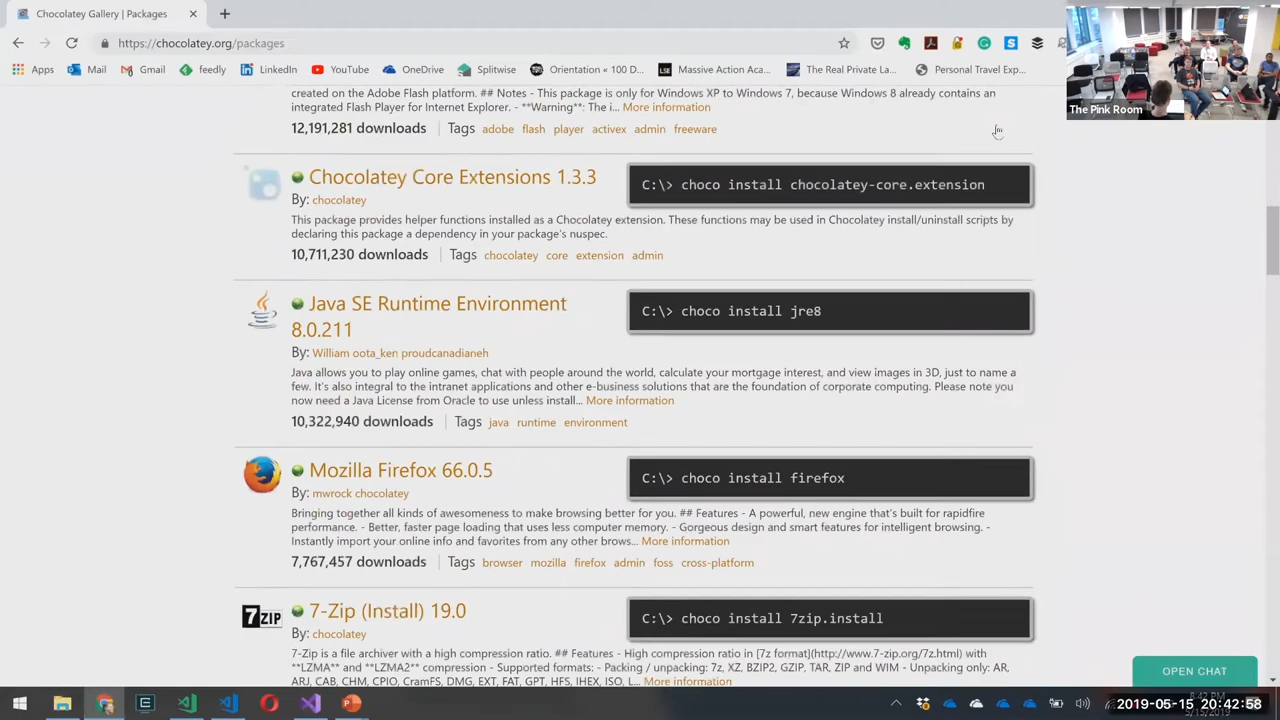 Chocolatey Gallery | Packages
https://chocolatey.org/packages
Apps Mail Gmail feedly LinkedIn YouTube Cmder Splitwise Orientation « 100 D... Massive Action Aca... The Real Private La... Personal Travel Exp...
The Pink Room
created on the Adobe Flash platform. ## Notes - This package is only for Windows XP to Windows 7, because Windows 8 already contains an
integrated Flash Player for Internet Explorer. - **Warning**: The i... More information
12,191,281 downloads Tags adobe flash player activex admin freeware
Chocolatey Core Extensions 1.3.3
C:\> choco install chocolatey-core.extension
By: chocolatey
This package provides helper functions installed as a Chocolatey extension. These functions may be used in Chocolatey install/uninstall scripts by
declaring this package a dependency in your package's nuspec.
10,711,230 downloads Tags chocolatey core extension admin
Java SE Runtime Environment
8.0.211
C:\> choco install jre8
By: William oota_ken proudcanadianeh
Java allows you to play online games, chat with people around the world, calculate your mortgage interest, and view images in 3D, just to name a
few. It's also integral to the intranet applications and other e-business solutions that are the foundation of corporate computing. Please note you
now need a Java License from Oracle to use unless install... More information
10,322,940 downloads Tags java runtime environment
Mozilla Firefox 66.0.5
C:\> choco install firefox
By: mwrock chocolatey
Bringing together all kinds of awesomeness to make browsing better for you. ## Features - A powerful, new engine that's built for rapidfire
performance. - Better, faster page loading that uses less computer memory. - Gorgeous design and smart features for intelligent browsing. -
Instantly import your online info and favorites from any other brows... More information
7,767,457 downloads Tags browser mozilla firefox admin foss cross-platform
7ZIP
7-Zip (Install) 19.0
C:\> choco install 7zip.install
By: chocolatey
7-Zip is a file archiver with a high compression ratio. ## Features - High compression ratio in [7z format](http://www.7-zip.org/7z.html) with
**LZMA** and **LZMA2** compression - Supported formats: - Packing / unpacking: 7z, XZ, BZIP2, GZIP, TAR, ZIP and WIM - Unpacking only: AR,
ARJ, CAB, CHM, CPIO, CramFS, DMG, EXT, FAT, GPT, HFS, IHEX, ISO, L... More information
OPEN CHAT
8:42 PM
2019-05-15 20:42:58
5/15/2019